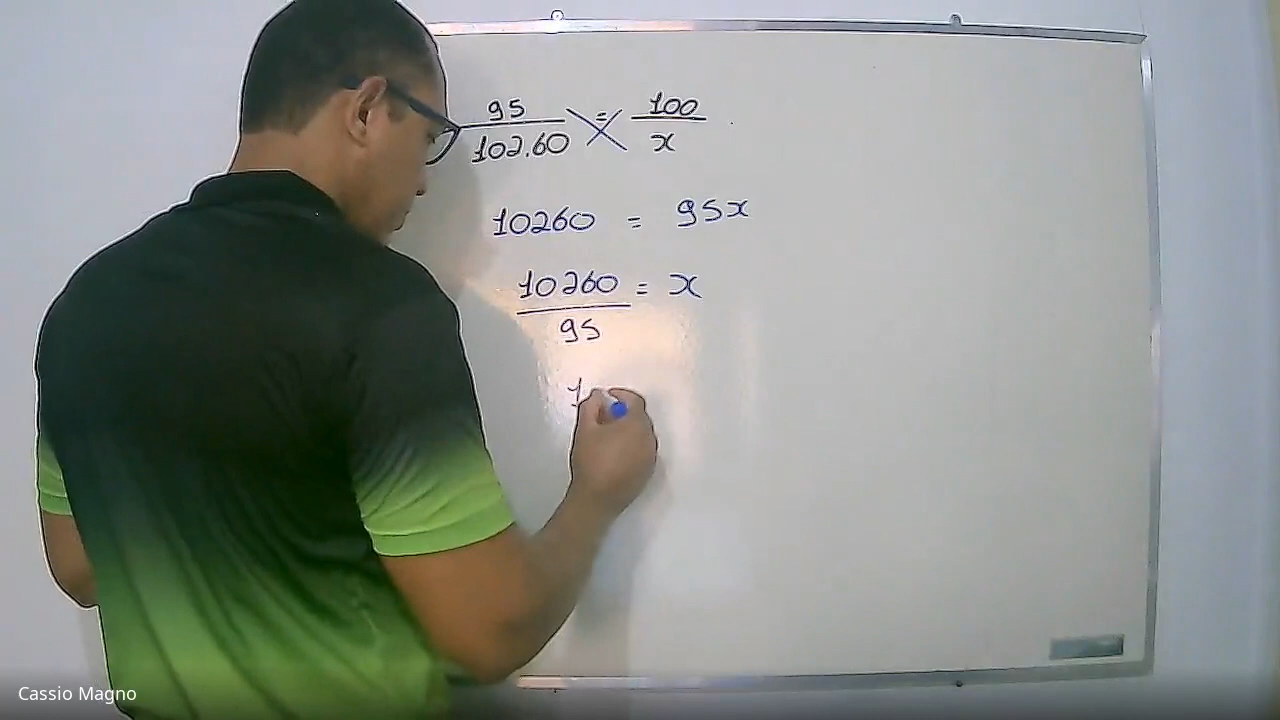 95 = 100
102,60 x
10260 = 95x
10260 = x
95
1
Cassio Magno